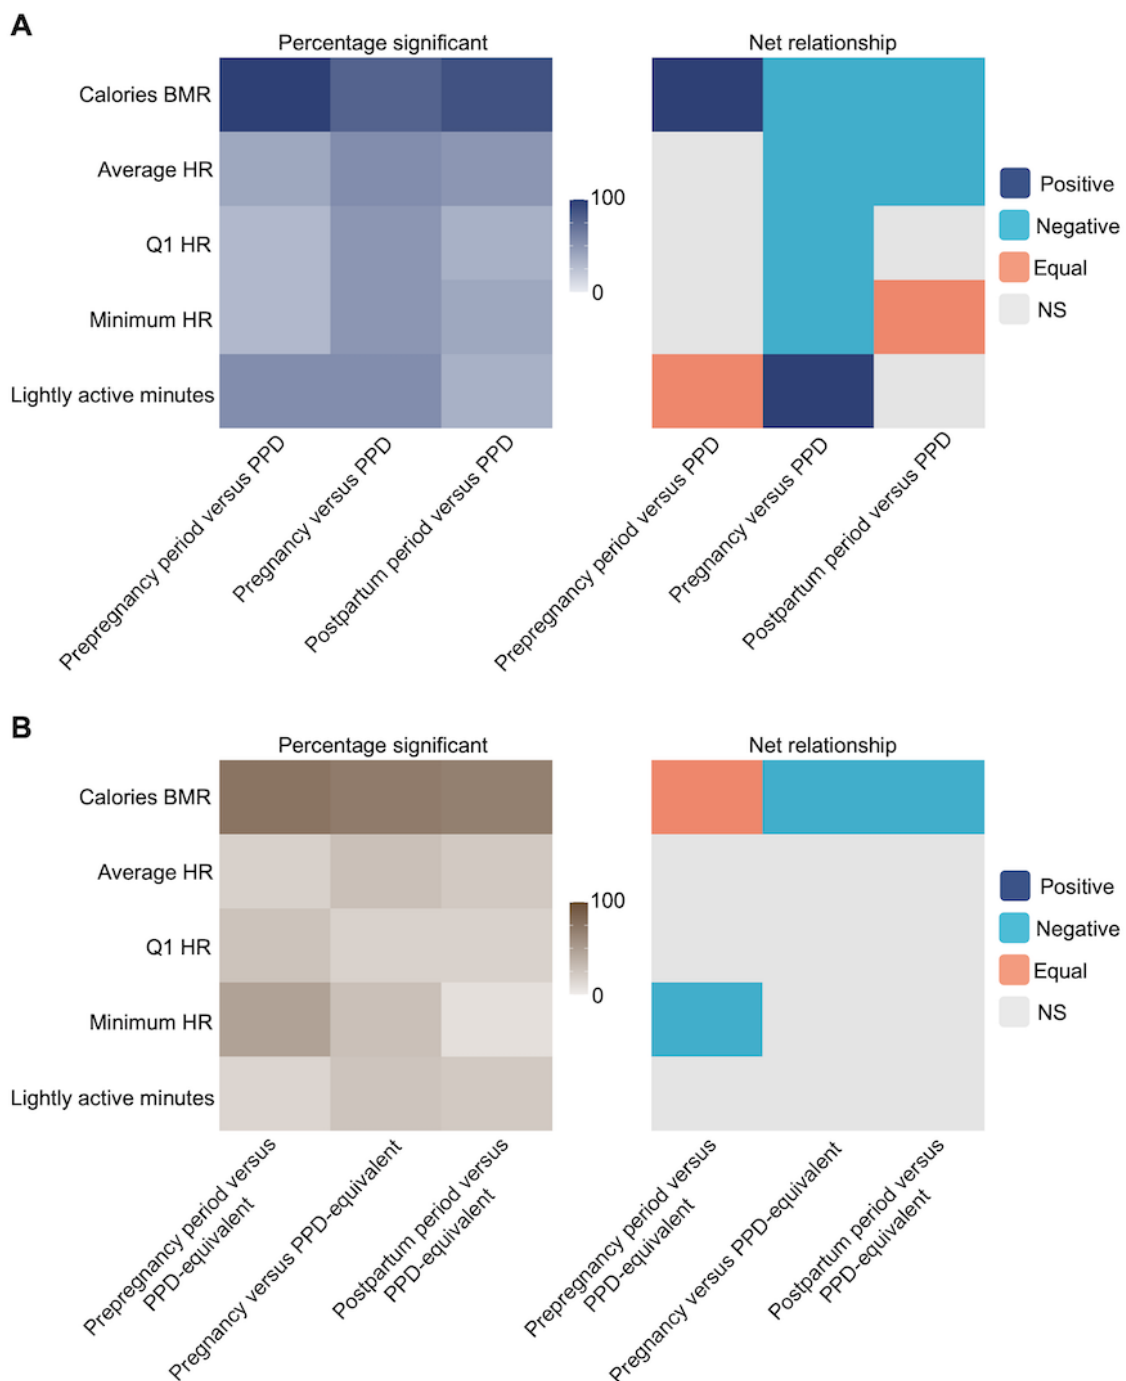 A
Percentage significant
Net relationship
Calories BMR
Average HR
Q1 HR
Minimum HR
Lightly active minutes
100
0
Positive
Negative
Equal
NS
Prepregnancy period versus PPD
Pregnancy versus PPD
Postpartum period versus PPD
Prepregnancy period versus PPD
Pregnancy versus PPD
Postpartum period versus PPD
B
Percentage significant
Net relationship
Calories BMR
Average HR
Q1 HR
Minimum HR
Lightly active minutes
100
0
Positive
Negative
Equal
NS
Prepregnancy period versus
PPD-equivalent
Pregnancy versus PPD-equivalent
Postpartum period versus
PPD-equivalent
Prepregnancy period versus
PPD-equivalent
Pregnancy versus PPD-equivalent
Postpartum period versus
PPD-equivalent